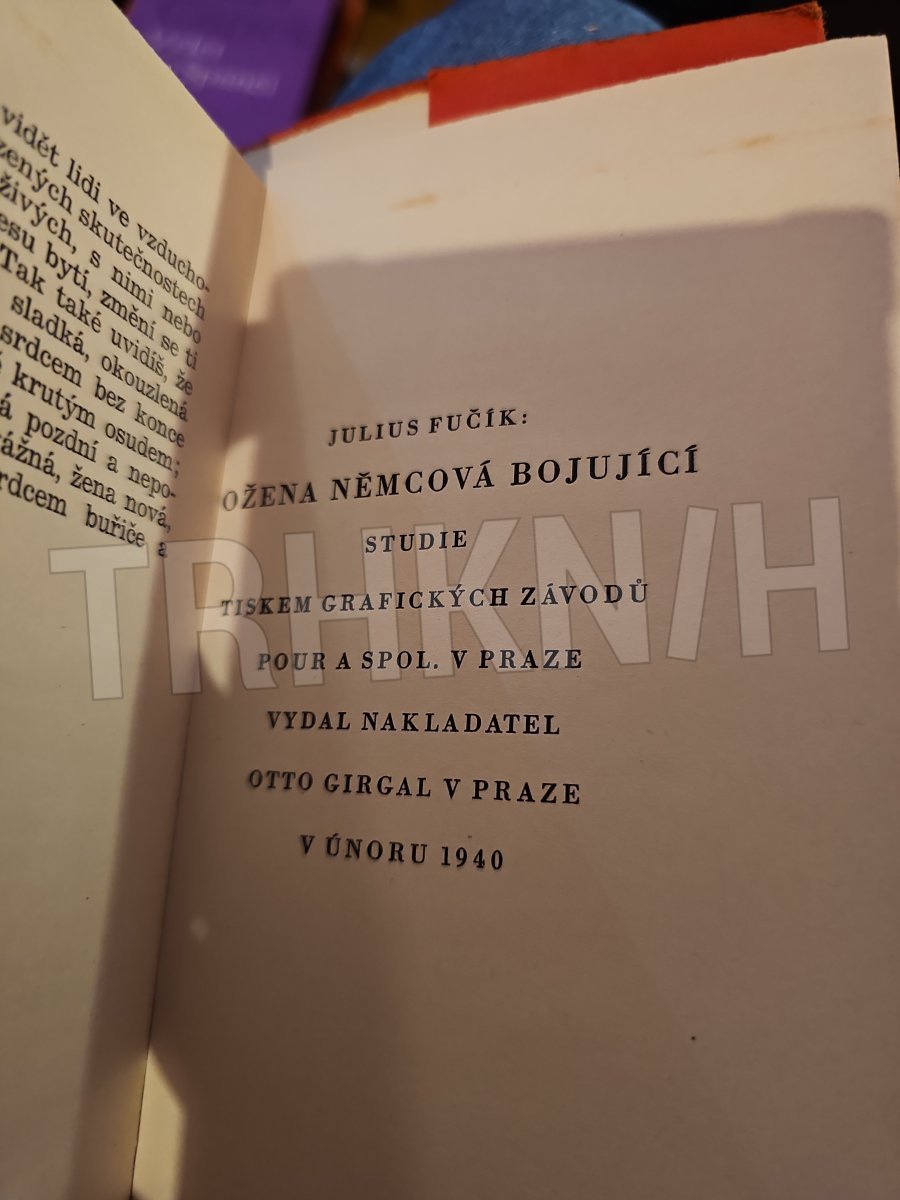 vidět lidi ve vzducho-
zených skutečnostech
živých, s nimi nebo
esu bytí, změní se ti
Tak také uvidíš, že
sladká, okouzlená
srdcem bez konce
krutým osudem;
á pozdní a nepo-
ážná, žena nová,
rdcem buřiče a
JULIUS FUČÍK:
OŽENA NĚMCOVÁ BOJUJÍCÍ
STUDIE
TISKEM GRAFICKÝCH ZÁVODŮ
POUR A SPOL. V PRAZE
VYDAL NAKLADATEL
OTTO GIRGAL V PRAZE
V ÚNORU 1940
TRHKN/H